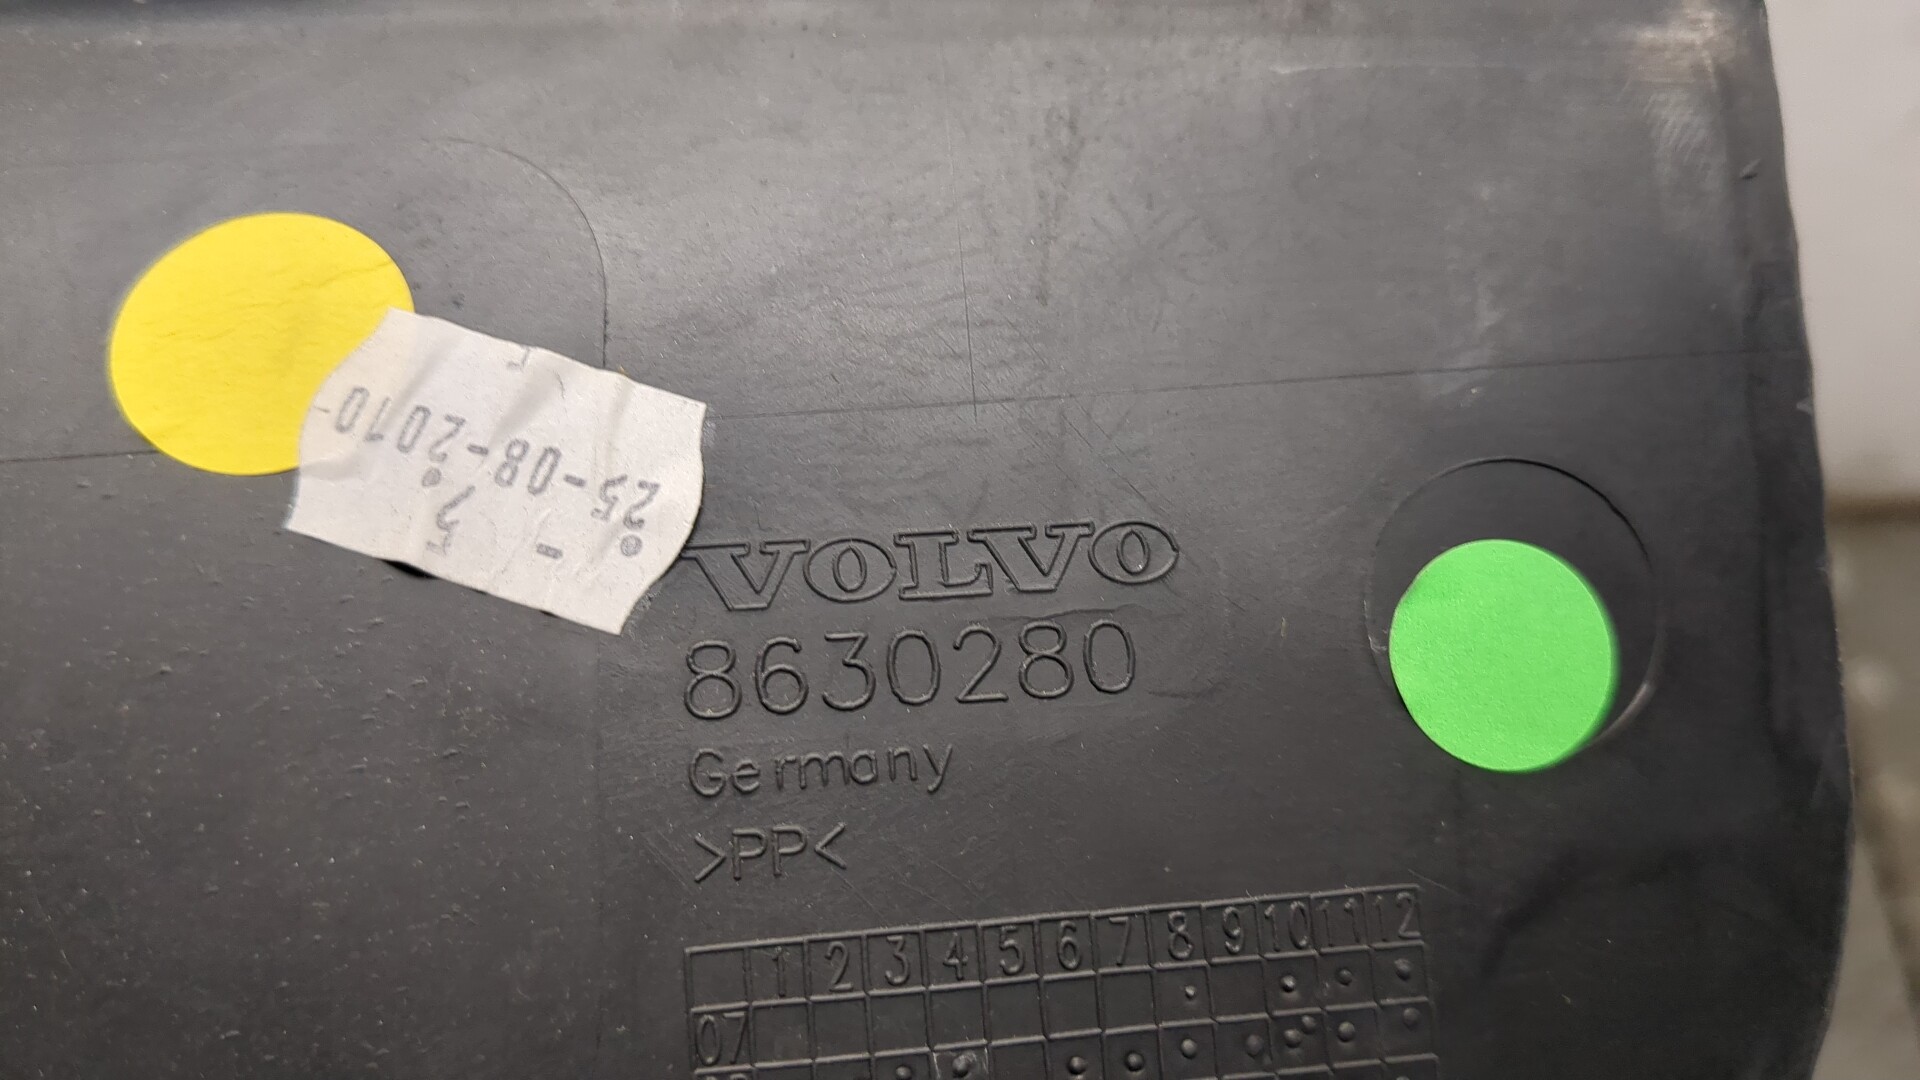 25-08-2010
VOLVO
8630280
Germany
>PP<
1 2 3 4 5 6 7 8 9 10 11 12
07